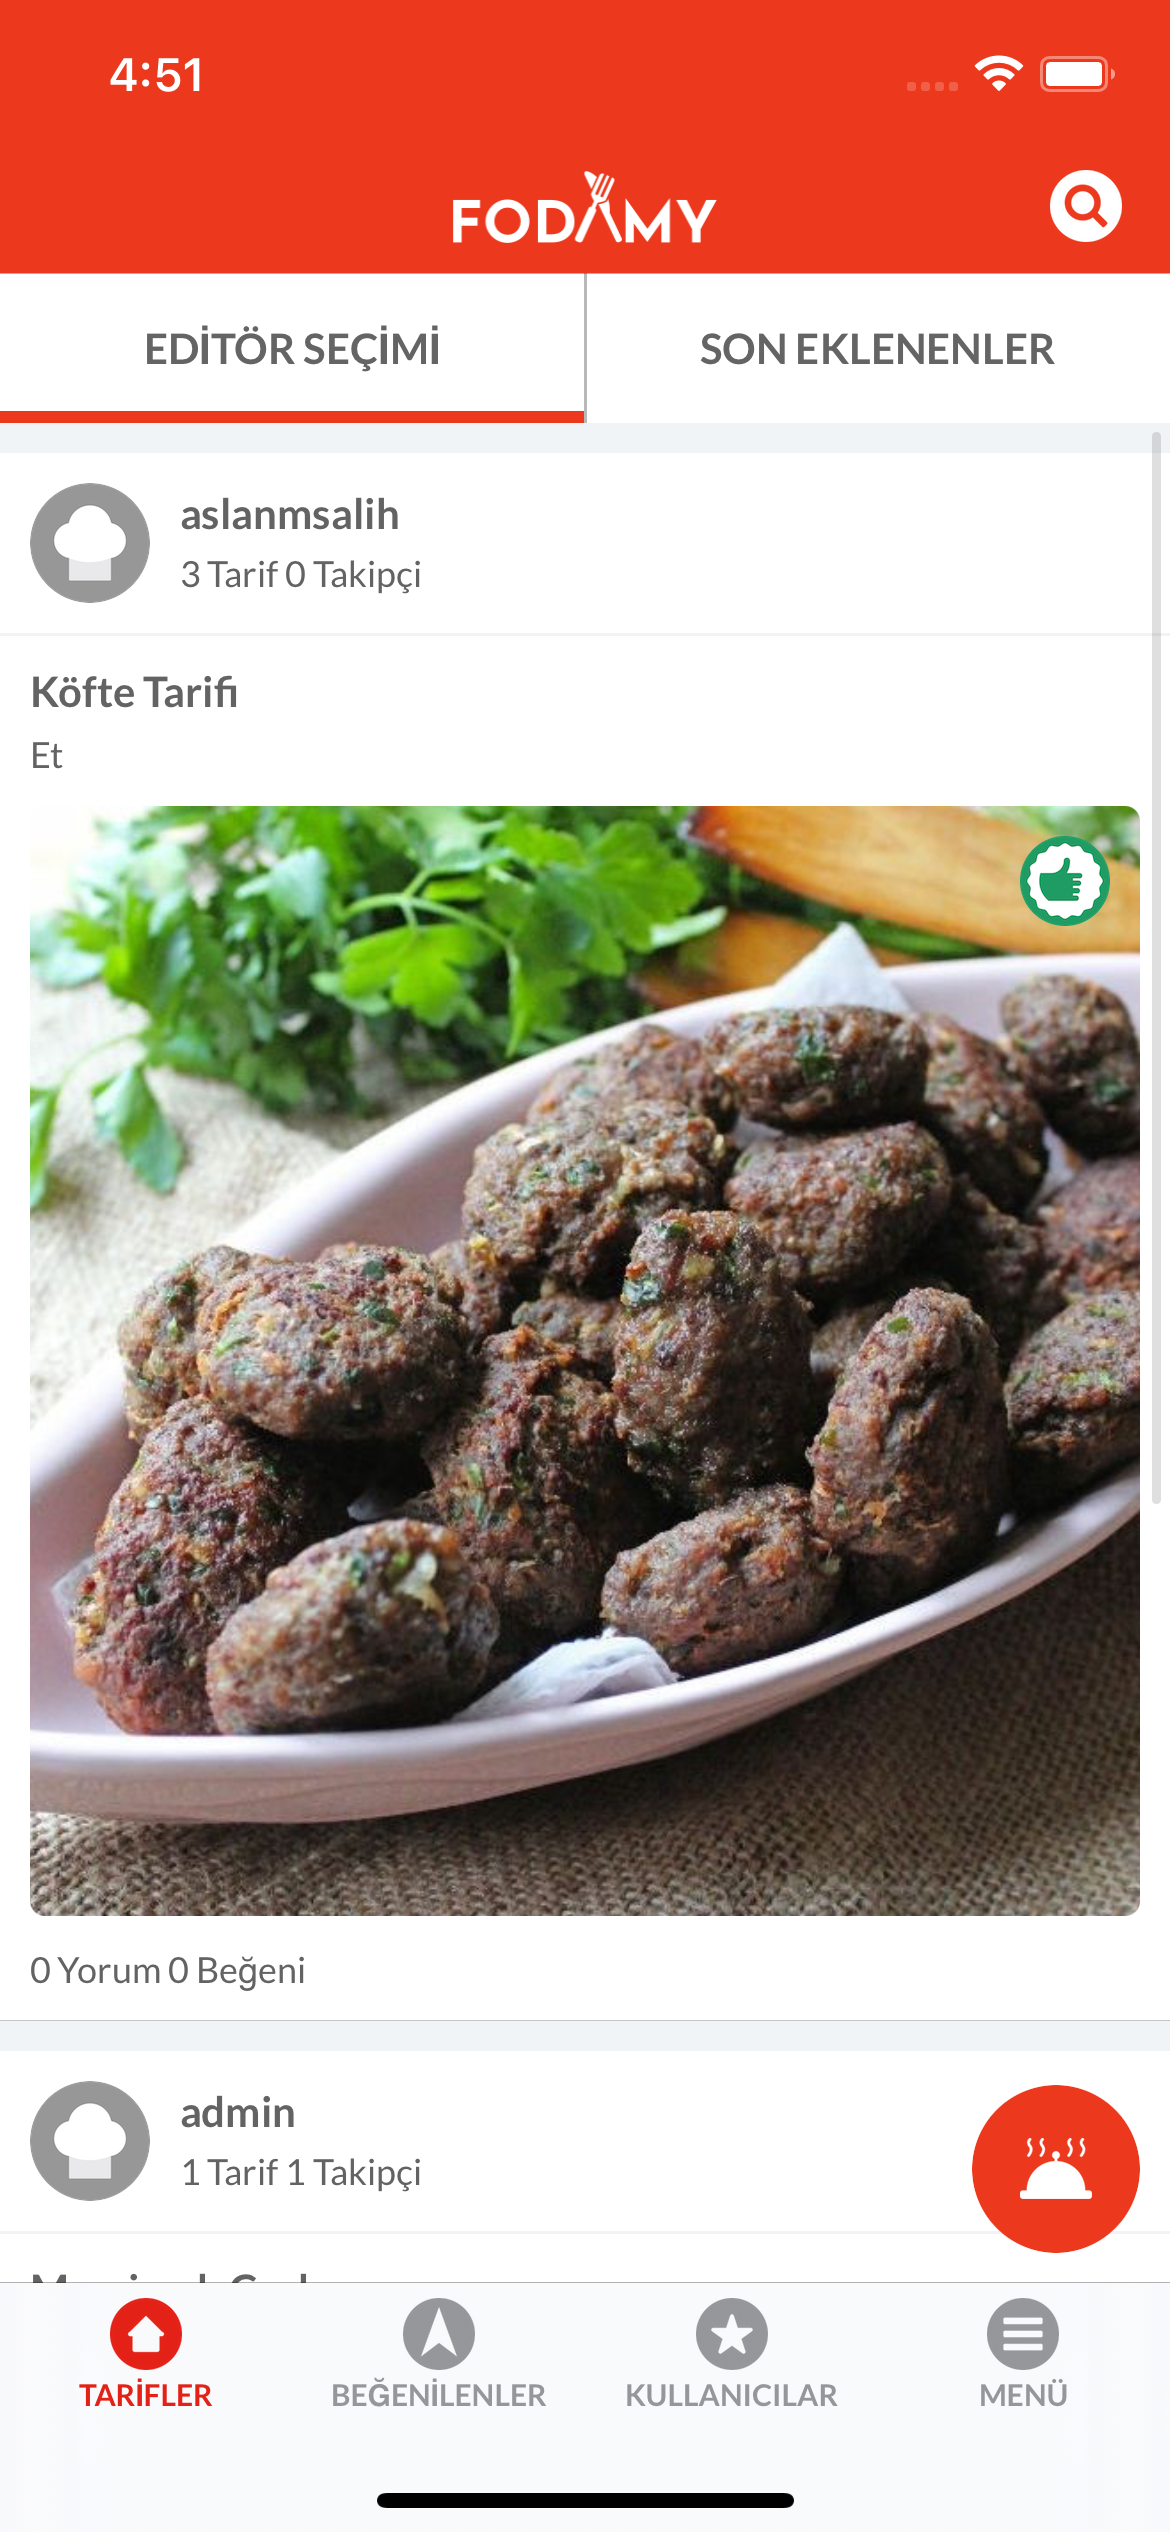 4:51
FODAMY
EDİTÖR SEÇİMİ
SON EKLENENLER
aslanmsalih
3 Tarif 0 Takipçi
Köfte Tarifi
Et
0 Yorum 0 Beğeni
admin
1 Tarif 1 Takipçi
TARİFLER
BEĞENİLENLER
KULLANICILAR
MENÜ